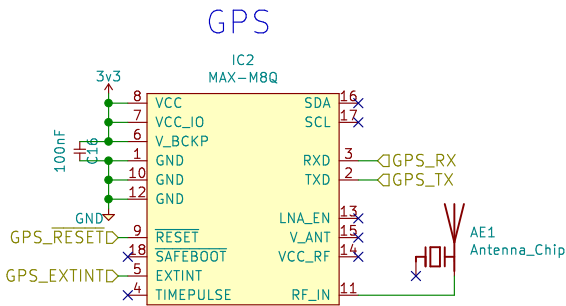 GPS
IC2
MAX-M8Q
3v3
8 VCC SDA 16
7 VCC_IO SCL 17
6 V_BCKP
100nF C16
1 GND RXD 3 GPS_RX
10 GND TXD 2 GPS_TX
12 GND
GND LNA_EN 13
GPS_RESET 9 RESET V_ANT 15
18 SAFEBOOT VCC_RF 14
GPS_EXTINT 5 EXTINT
4 TIMEPULSE RF_IN 11
AE1
Antenna_Chip